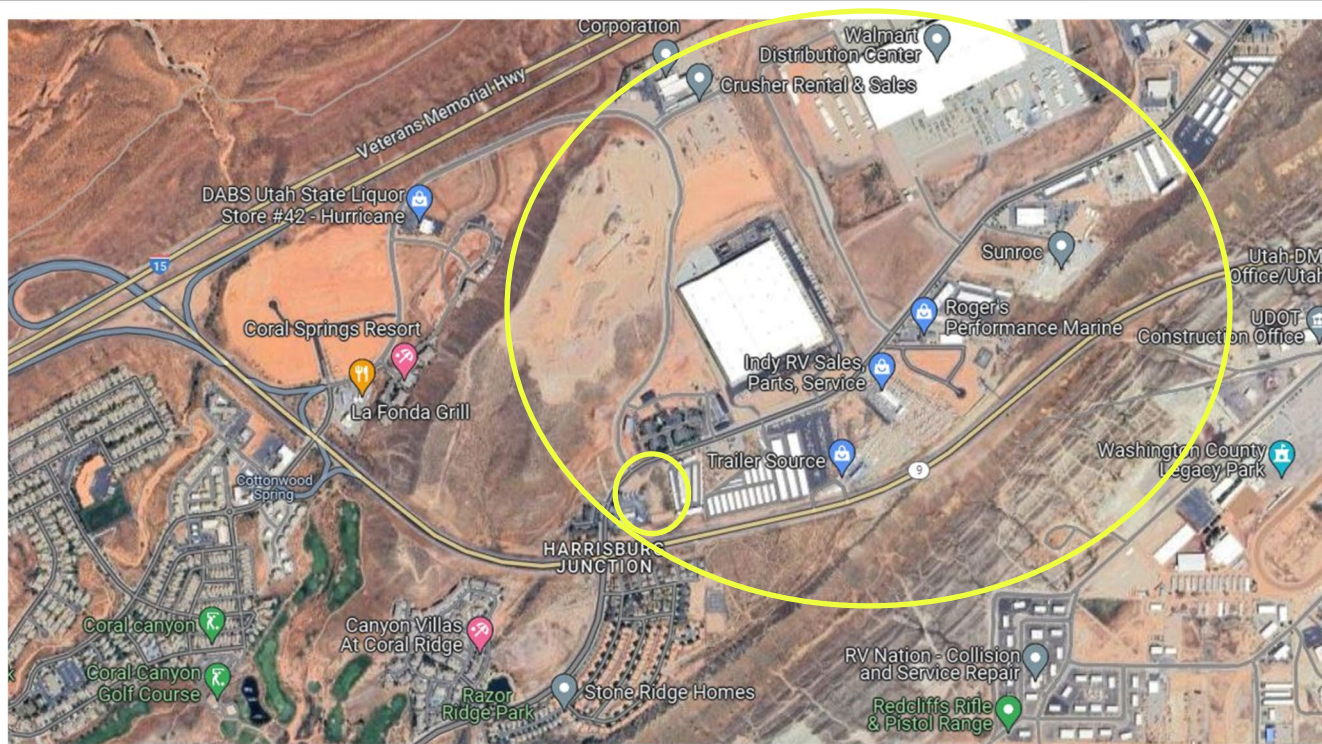 Corporation
Walmart
Distribution Center
Crusher Rental & Sales
Veterans Memorial Hwy
DABS Utah State Liquor
Store #42 - Hurricane
15
Sunroc
Utah DM
Office/Utah
Coral Springs Resort
Roger's
Performance Marine
UDOT
Construction Office
Indy RV Sales,
Parts, Service
La Fonda Grill
Trailer Source
9
Washington County
Legacy Park
Cottonwood
Spring
HARRISBURG
JUNCTION
Coral canyon
Canyon Villas
At Coral Ridge
RV Nation - Collision
and Service Repair
Coral Canyon
Golf Course
Razor
Ridge Park
Stone Ridge Homes
Redcliffs Rifle
& Pistol Range